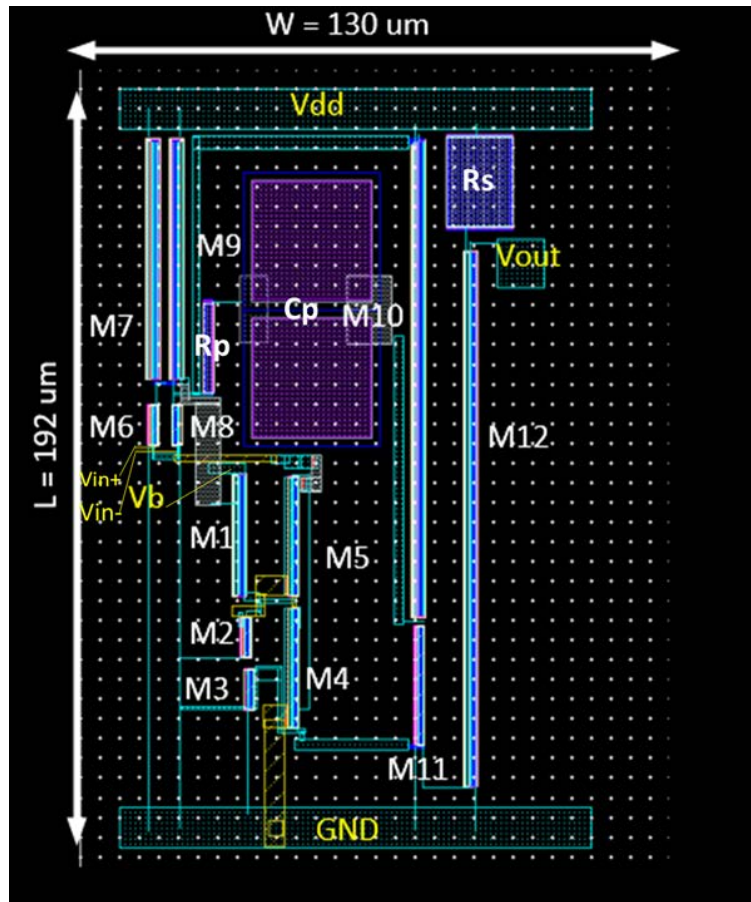 W = 130 um
Vdd
Rs
M9
Vout
Cp
M10
M7
Rp
L = 192 um
M6
M8
M12
Vin+
Vin-
Vb
M1
M5
M2
M3
M4
M11
GND